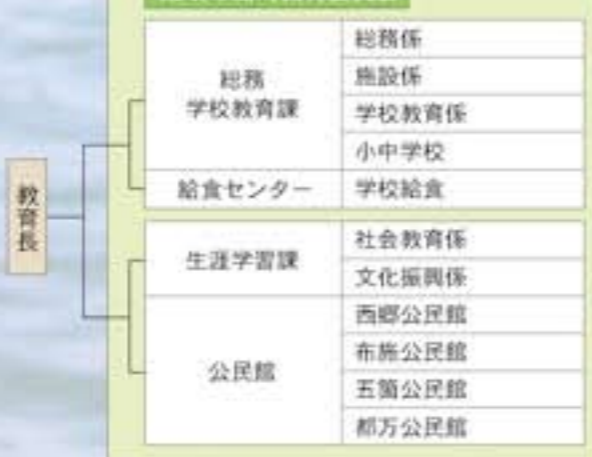 教育長
総務
学校教育課
総務係
施設係
学校教育係
小中学校
給食センター
学校給食
生涯学習課
社会教育係
文化振興係
公民館
西郷公民館
布施公民館
五箇公民館
都万公民館